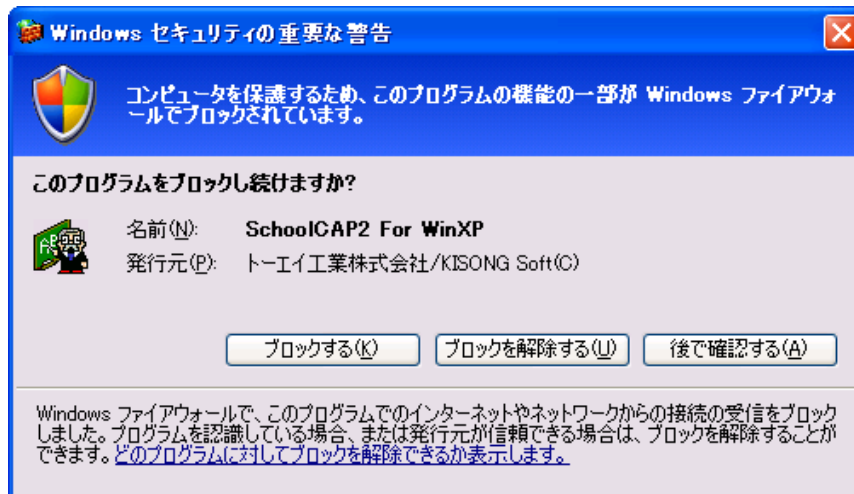 Windows セキュリティの重要な警告
コンピュータを保護するため、このプログラムの機能の一部が Windows ファイアウォ
ールでブロックされています。
このプログラムをブロックし続けますか?
名前(N): SchoolCAP2 For WinXP
発行元(P): トーエイ工業株式会社/KISONG Soft(C)
ブロックする(K) ブロックを解除する(U) 後で確認する(A)
Windows ファイアウォールで、このプログラムでのインターネットやネットワークからの接続の受信をブロック
しました。プログラムを認識している場合、または発行元が信頼できる場合は、ブロックを解除することが
できます。どのプログラムに対してブロックを解除できるか表示します。